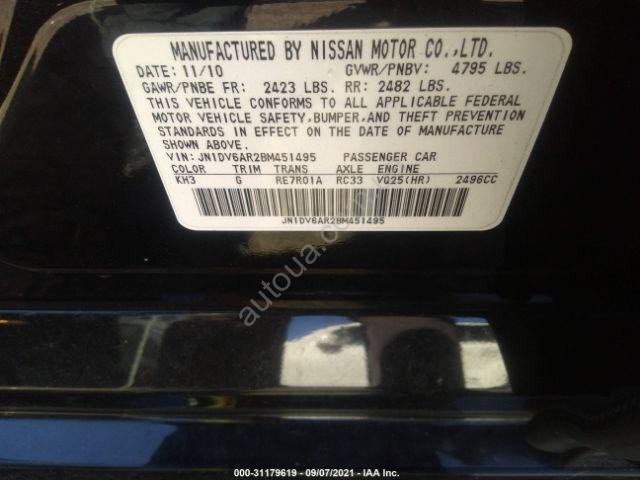 MANUFACTURED BY NISSAN MOTOR CO.,LTD.
DATE: 11/10 GVWR/PNBV: 4795 LBS.
GAWR/PNBE FR: 2423 LBS. RR: 2482 LBS.
THIS VEHICLE CONFORMS TO ALL APPLICABLE FEDERAL
MOTOR VEHICLE SAFETY,BUMPER,AND THEFT PREVENTION
STANDARDS IN EFFECT ON THE DATE OF MANUFACTURE
SHOWN ABOVE.
VIN: JN1DV6AR2BM451495 PASSENGER CAR
COLOR TRIM TRANS AXLE ENGINE
KH3 G RE7R01A RC33 VQ25(HR) 2496CC
JN1DV6AR2BM451495
autoua.com
000-31179619 - 09/07/2021 - IAA Inc.